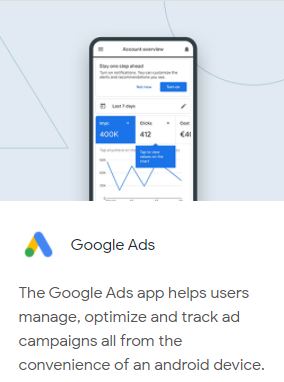 Account overview
Stay one step ahead
Turn on notifications. You can customize the
alerts and recommendations you see.
Not now Turn on
Last 7 days
Impr. Clicks Cost
400K 412 €4
Tap to view
values on the
chart
Google Ads
The Google Ads app helps users
manage, optimize and track ad
campaigns all from the
convenience of an android device.